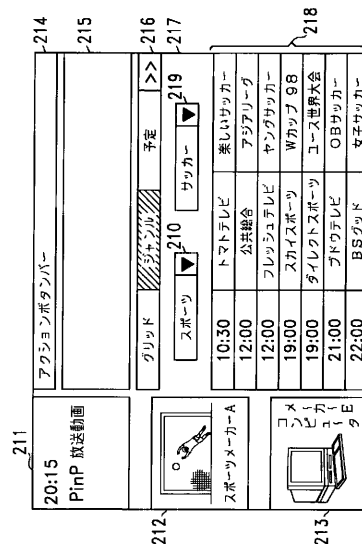 211
20:15
PinP 放送動画
212
スポーツメーカーA
213
コンピュータ
メーカーE
アクションボタンバー
214
215
グリッド ジャンル 予定 >>
216
217
スポーツ ▼ 210
サッカー ▼ 219
218
10:30 トマトテレビ 楽しいサッカー
12:00 公共総合 アジアリーグ
12:00 フレッシュテレビ ヤングサッカー
19:00 スカイスポーツ Wカップ 98
19:00 ダイレクトスポーツ ユース世界大会
21:00 ブドウテレビ OBサッカー
22:00 BSグッド 女子サッカー